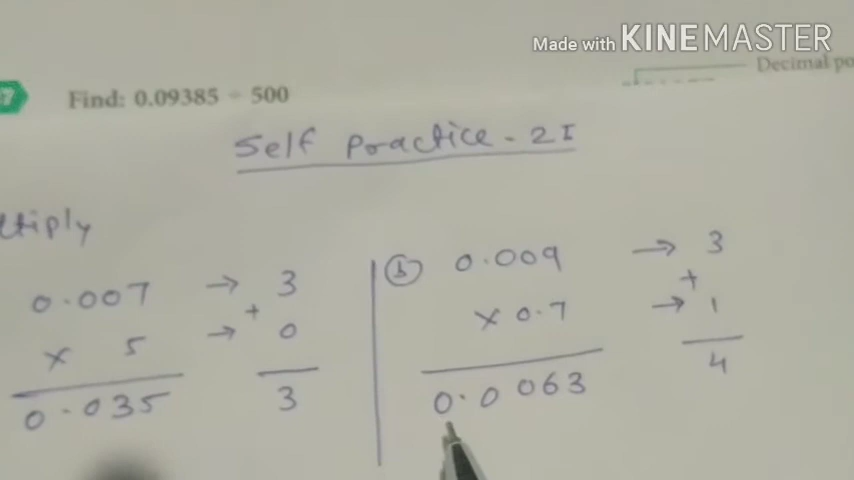 Made with KINEMASTER
Decimal po
7 Find: 0.09385 ÷ 500
Self Practice - 2I
ltiply
0.007 → 3
+
× 5 → 0
0.035 3
(b) 0.009 → 3
+
× 0.7 → 1
0.0063 4